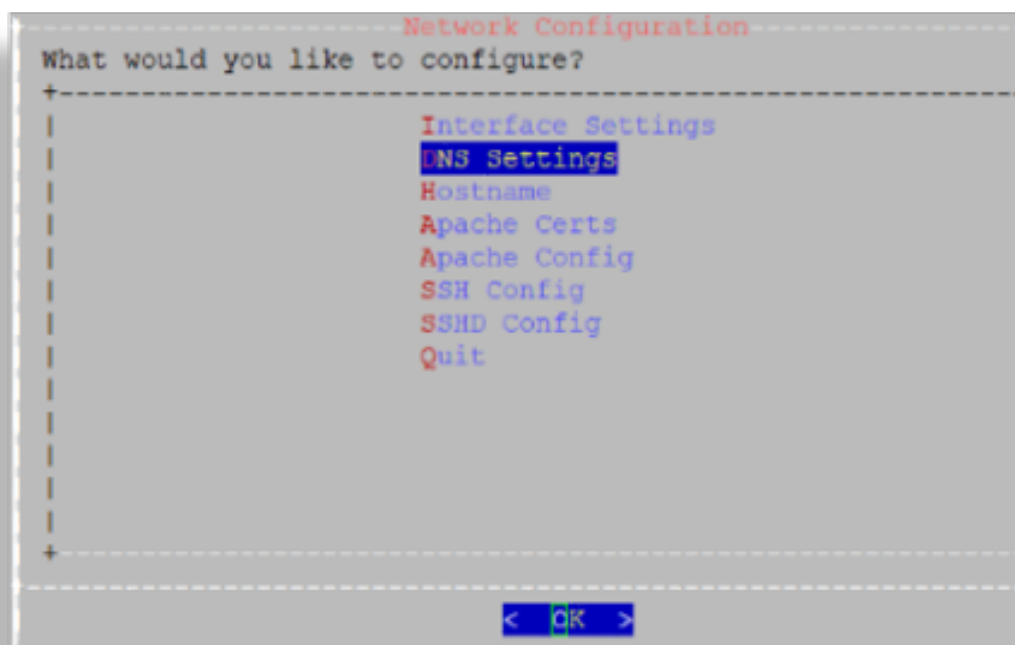 Network Configuration
What would you like to configure?
Interface Settings
DNS Settings
Hostname
Apache Certs
Apache Config
SSH Config
SSHD Config
Quit
< OK >